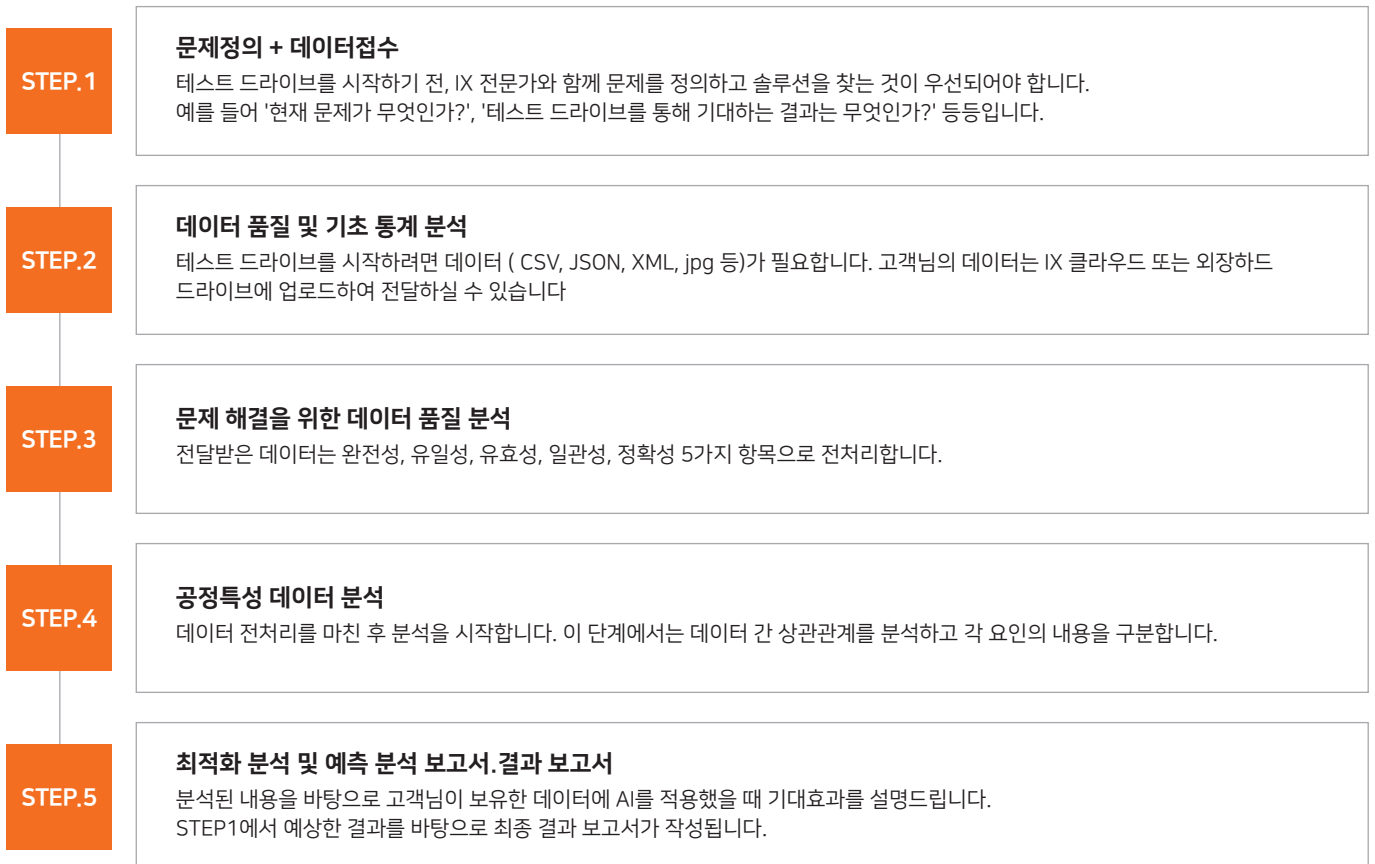 STEP.1
문제정의 + 데이터접수
테스트 드라이브를 시작하기 전, IX 전문가와 함께 문제를 정의하고 솔루션을 찾는 것이 우선되어야 합니다.
예를 들어 '현재 문제가 무엇인가?', '테스트 드라이브를 통해 기대하는 결과는 무엇인가?' 등등입니다.
STEP.2
데이터 품질 및 기초 통계 분석
테스트 드라이브를 시작하려면 데이터 ( CSV, JSON, XML, jpg 등)가 필요합니다. 고객님의 데이터는 IX 클라우드 또는 외장하드
드라이브에 업로드하여 전달하실 수 있습니다
STEP.3
문제 해결을 위한 데이터 품질 분석
전달받은 데이터는 완전성, 유일성, 유효성, 일관성, 정확성 5가지 항목으로 전처리합니다.
STEP.4
공정특성 데이터 분석
데이터 전처리를 마친 후 분석을 시작합니다. 이 단계에서는 데이터 간 상관관계를 분석하고 각 요인의 내용을 구분합니다.
STEP.5
최적화 분석 및 예측 분석 보고서.결과 보고서
분석된 내용을 바탕으로 고객님이 보유한 데이터에 AI를 적용했을 때 기대효과를 설명드립니다.
STEP1에서 예상한 결과를 바탕으로 최종 결과 보고서가 작성됩니다.